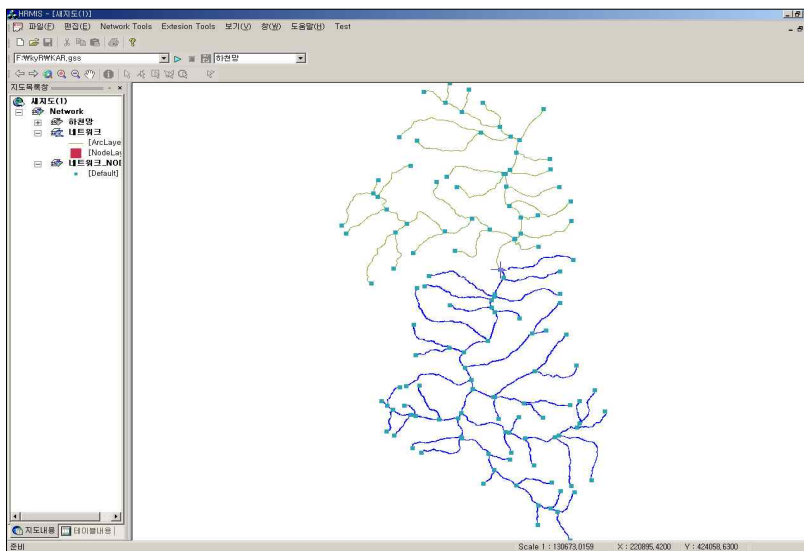 HRMIS - [새지도(1)]
파일(F) 편집(E) Network Tools Extesion Tools 보기(V) 창(W) 도움말(H) Test
F:\kyR\KAR,gss 하천망
지도목록창
새지도(1)
Network
하천망
네트워크
[ArcLaye
[NodeLay
네트워크_NOI
[Default]
지도내용 테이블내용
준비 Scale 1 : 130673,0159 X : 220895,4200 Y : 424058,6300